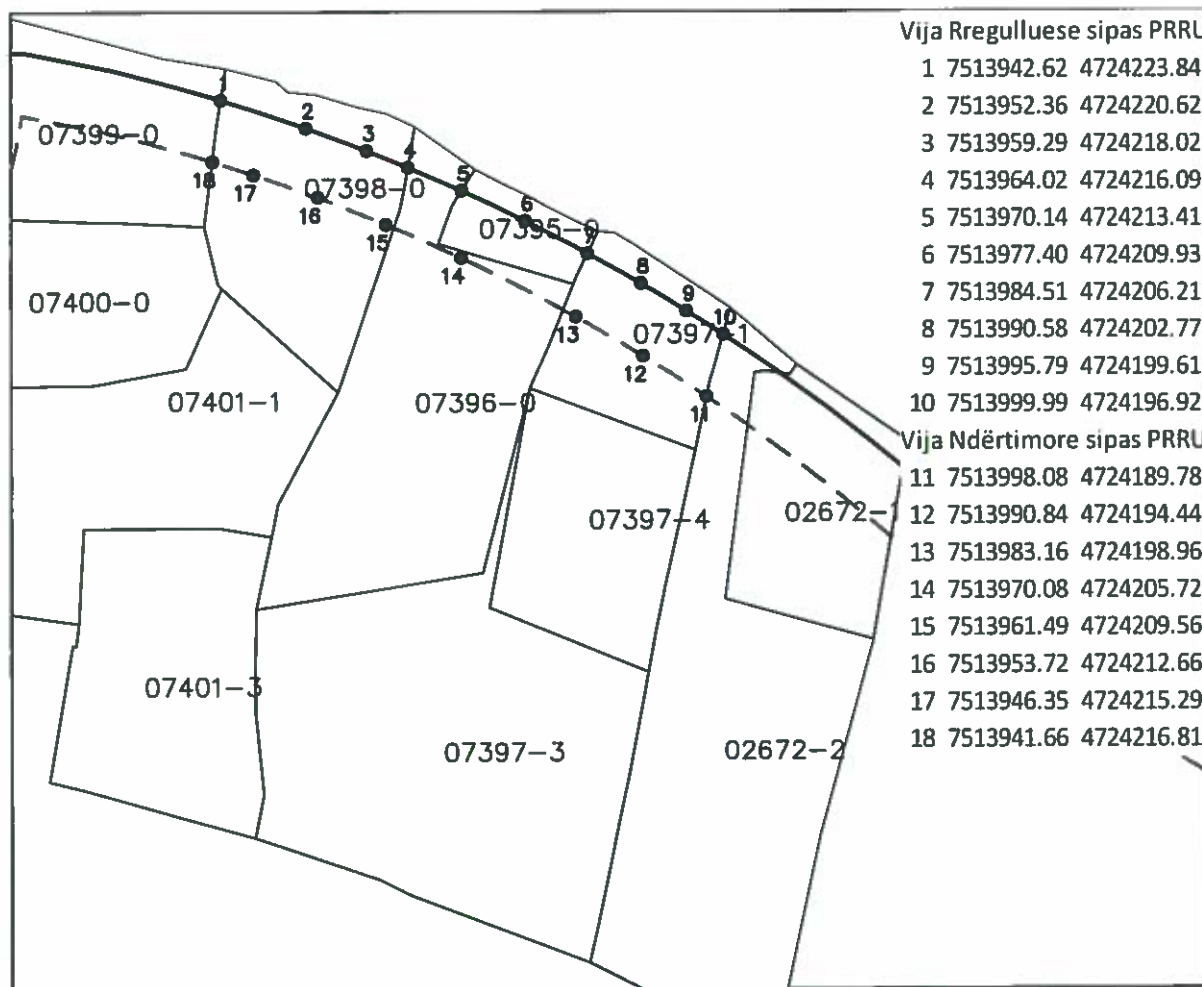 Vija Rregulluese sipas PRRU
1 7513942.62 4724223.84
2 7513952.36 4724220.62
3 7513959.29 4724218.02
4 7513964.02 4724216.09
5 7513970.14 4724213.41
6 7513977.40 4724209.93
7 7513984.51 4724206.21
8 7513990.58 4724202.77
9 7513995.79 4724199.61
10 7513999.99 4724196.92
Vija Ndërtimore sipas PRRU
11 7513998.08 4724189.78
12 7513990.84 4724194.44
13 7513983.16 4724198.96
14 7513970.08 4724205.72
15 7513961.49 4724209.56
16 7513953.72 4724212.66
17 7513946.35 4724215.29
18 7513941.66 4724216.81
1
2
3
4
5
6
7
8
9
10
18
17
16
15
14
13
12
11
07399-0
07398-0
07395-0
07397-1
07400-0
07401-1
07396-0
07397-4
02672-1
07401-3
07397-3
02672-2